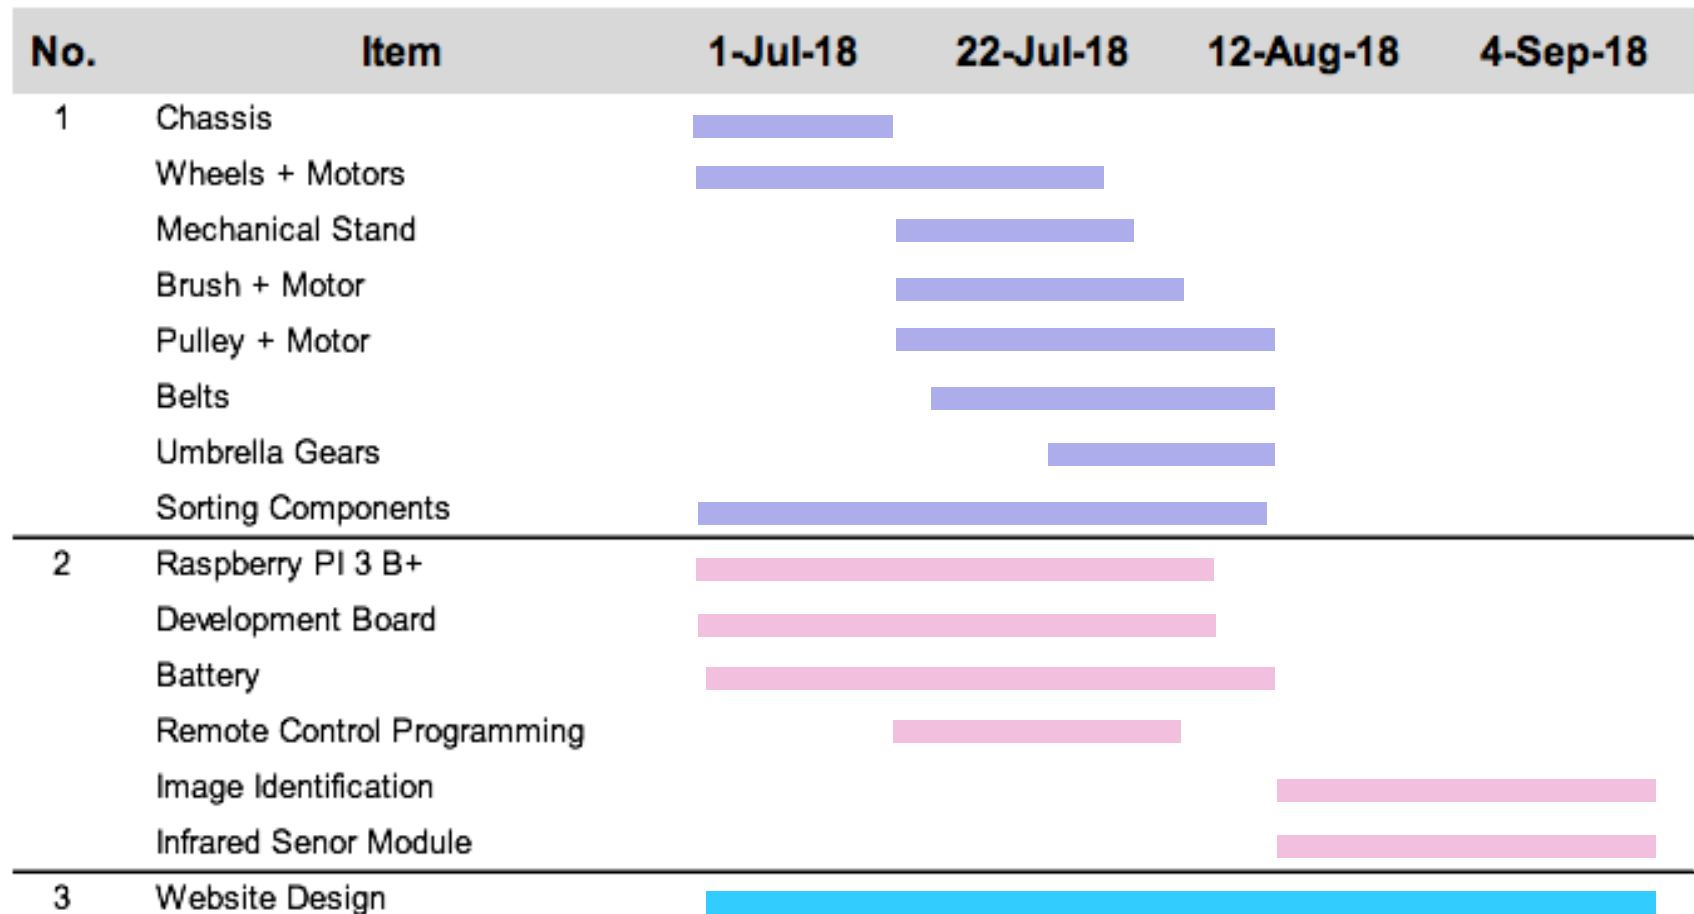 No. Item 1-Jul-18 22-Jul-18 12-Aug-18 4-Sep-18
1 Chassis
Wheels + Motors
Mechanical Stand
Brush + Motor
Pulley + Motor
Belts
Umbrella Gears
Sorting Components
2 Raspberry PI 3 B+
Development Board
Battery
Remote Control Programming
Image Identification
Infrared Senor Module
3 Website Design